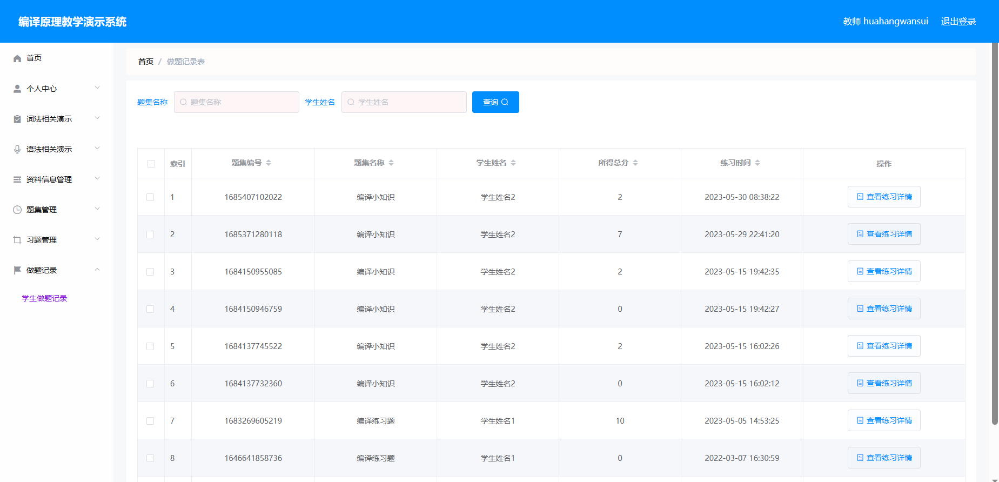 编译原理教学演示系统
教师 huahangwansui 退出登录
首页
个人中心
词法相关演示
语法相关演示
资料信息管理
题集管理
习题管理
做题记录
学生做题记录
首页 / 做题记录表
题集名称 题集名称 学生姓名 学生姓名 查询
索引 题集编号 题集名称 学生姓名 所得总分 练习时间 操作
1 1685407102022 编译小知识 学生姓名2 2 2023-05-30 08:38:22 查看练习详情
2 1685371280118 编译小知识 学生姓名2 7 2023-05-29 22:41:20 查看练习详情
3 1684150955085 编译小知识 学生姓名2 2 2023-05-15 19:42:35 查看练习详情
4 1684150946759 编译小知识 学生姓名2 0 2023-05-15 19:42:27 查看练习详情
5 1684137745522 编译小知识 学生姓名2 2 2023-05-15 16:02:26 查看练习详情
6 1684137732360 编译小知识 学生姓名2 0 2023-05-15 16:02:12 查看练习详情
7 1683269605219 编译练习题 学生姓名1 10 2023-05-05 14:53:25 查看练习详情
8 1646641858736 编译练习题 学生姓名1 0 2022-03-07 16:30:59 查看练习详情